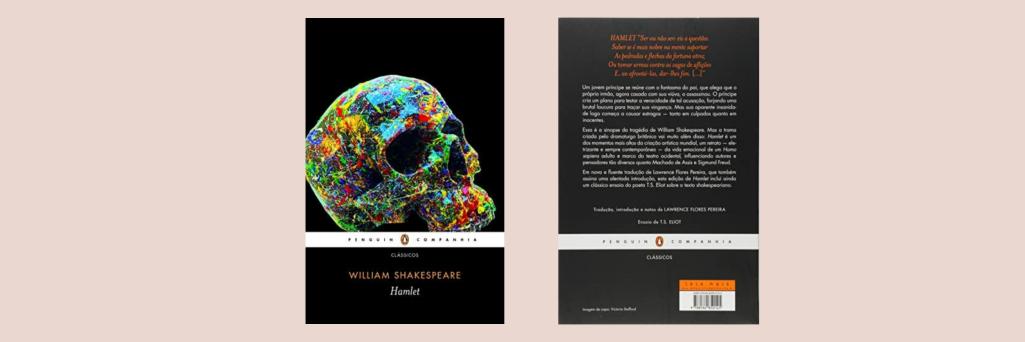 PENGUIN COMPANHIA
CLÁSSICOS
WILLIAM SHAKESPEARE
Hamlet
HAMLET "Ser ou não ser: eis a questão.
Saber se é mais nobre na mente suportar
As pedradas e flechas da fortuna atroz
Ou tomar armas contra as vagas de aflições
E, ao afrontá-las, dar-lhes fim. [...]"
Um jovem príncipe se reúne com o fantasma do pai, que alega que o
próprio irmão, agora casado com sua viúva, o assassinou. O príncipe
cria um plano para testar a veracidade de tal acusação, forjando uma
brutal loucura para traçar sua vingança. Mas sua aparente insanida-
de logo começa a causar estragos — tanto em culpados quanto em
inocentes.
Essa é a sinopse da tragédia de William Shakespeare. Mas a trama
criada pelo dramaturgo britânico vai muito além disso: Hamlet é um
dos momentos mais altos da criação artística mundial, um retrato — ele-
trizante e sempre contemporâneo — da vida emocional de um Homo
sapiens adulto e marco do teatro ocidental, influenciando autores e
pensadores tão diversos quanto Machado de Assis e Sigmund Freud.
Em nova e fluente tradução de Lawrence Flores Pereira, que também
assina uma alentada introdução, esta edição de Hamlet inclui ainda
um clássico ensaio do poeta T.S. Eliot sobre o texto shakespeariano.
Tradução, introdução e notas de LAWRENCE FLORES PEREIRA
Ensaio de T.S. ELIOT
PENGUIN COMPANHIA
CLÁSSICOS
leia mais
Imagem da capa: